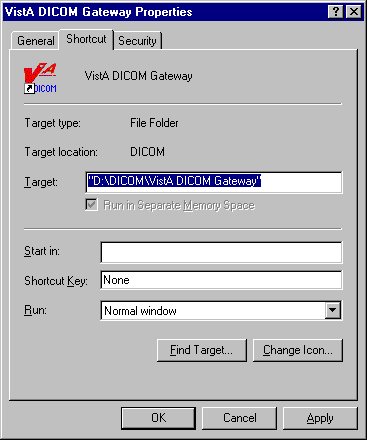 VistA DICOM Gateway Properties
General Shortcut Security
VistA
DICOM
VistA DICOM Gateway
Target type: File Folder
Target location: DICOM
Target: "D:\DICOM\VistA DICOM Gateway"
Run in Separate Memory Space
Start in:
Shortcut Key: None
Run: Normal window
Find Target... Change Icon...
OK Cancel Apply